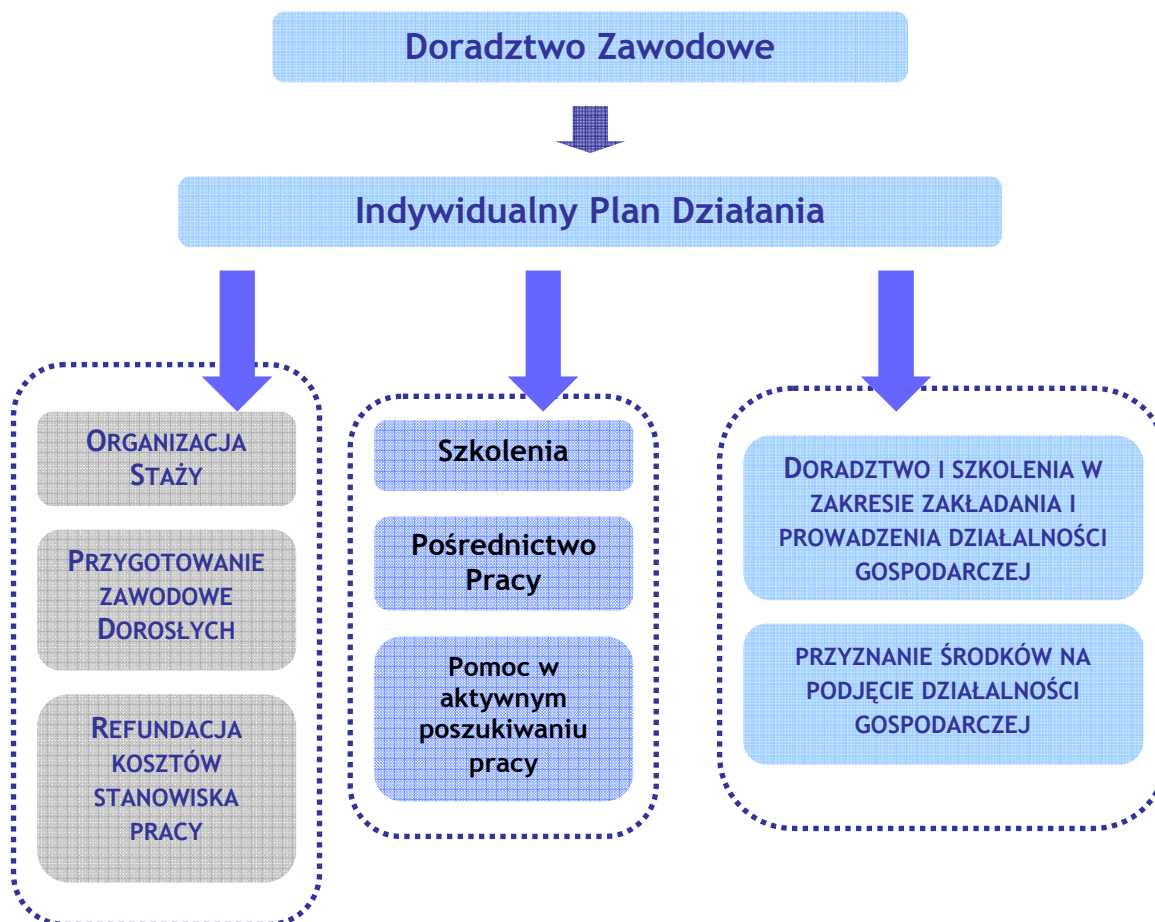 Doradztwo Zawodowe
Indywidualny Plan Działania
ORGANIZACJA
STAŻY
PRZYGOTOWANIE
ZAWODOWE
DOROSŁYCH
REFUNDACJA
KOSZTÓW
STANOWISKA
PRACY
Szkolenia
Pośrednictwo
Pracy
Pomoc w
aktywnym
poszukiwaniu
pracy
DORADZTWO I SZKOLENIA W
ZAKRESIE ZAKŁADANIA I
PROWADZENIA DZIAŁALNOŚCI
GOSPODARCZEJ
PRZYZNANIE ŚRODKÓW NA
PODJĘCIE DZIAŁALNOŚCI
GOSPODARCZEJ